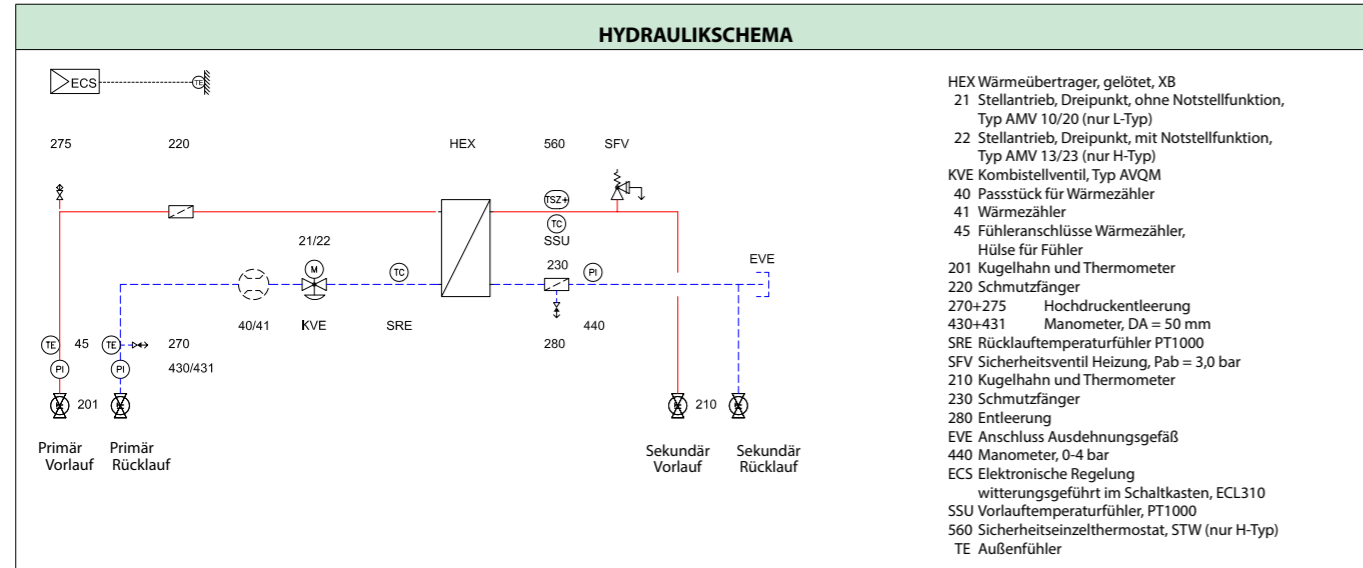 HYDRAULIKSCHEMA
ECS
TE
275
220
HEX
560
SFV
TSZ+
TC
SSU
21/22
M
TC
230
PI
EVE
40/41
KVE
SRE
440
TE
45
TE
270
280
PI
PI
430/431
201
210
Primär
Vorlauf
Primär
Rücklauf
Sekundär
Vorlauf
Sekundär
Rücklauf
HEX Wärmeübertrager, gelötet, XB
21 Stellantrieb, Dreipunkt, ohne Notstellfunktion,
Typ AMV 10/20 (nur L-Typ)
22 Stellantrieb, Dreipunkt, mit Notstellfunktion,
Typ AMV 13/23 (nur H-Typ)
KVE Kombistellventil, Typ AVQM
40 Passstück für Wärmezähler
41 Wärmezähler
45 Fühleranschlüsse Wärmezähler,
Hülse für Fühler
201 Kugelhahn und Thermometer
220 Schmutzfänger
270+275 Hochdruckentleerung
430+431 Manometer, DA = 50 mm
SRE Rücklauftemperaturfühler PT1000
SFV Sicherheitsventil Heizung, Pab = 3,0 bar
210 Kugelhahn und Thermometer
230 Schmutzfänger
280 Entleerung
EVE Anschluss Ausdehnungsgefäß
440 Manometer, 0-4 bar
ECS Elektronische Regelung
witterungsgeführt im Schaltkasten, ECL310
SSU Vorlauftemperaturfühler, PT1000
560 Sicherheitseinzelthermostat, STW (nur H-Typ)
TE Außenfühler